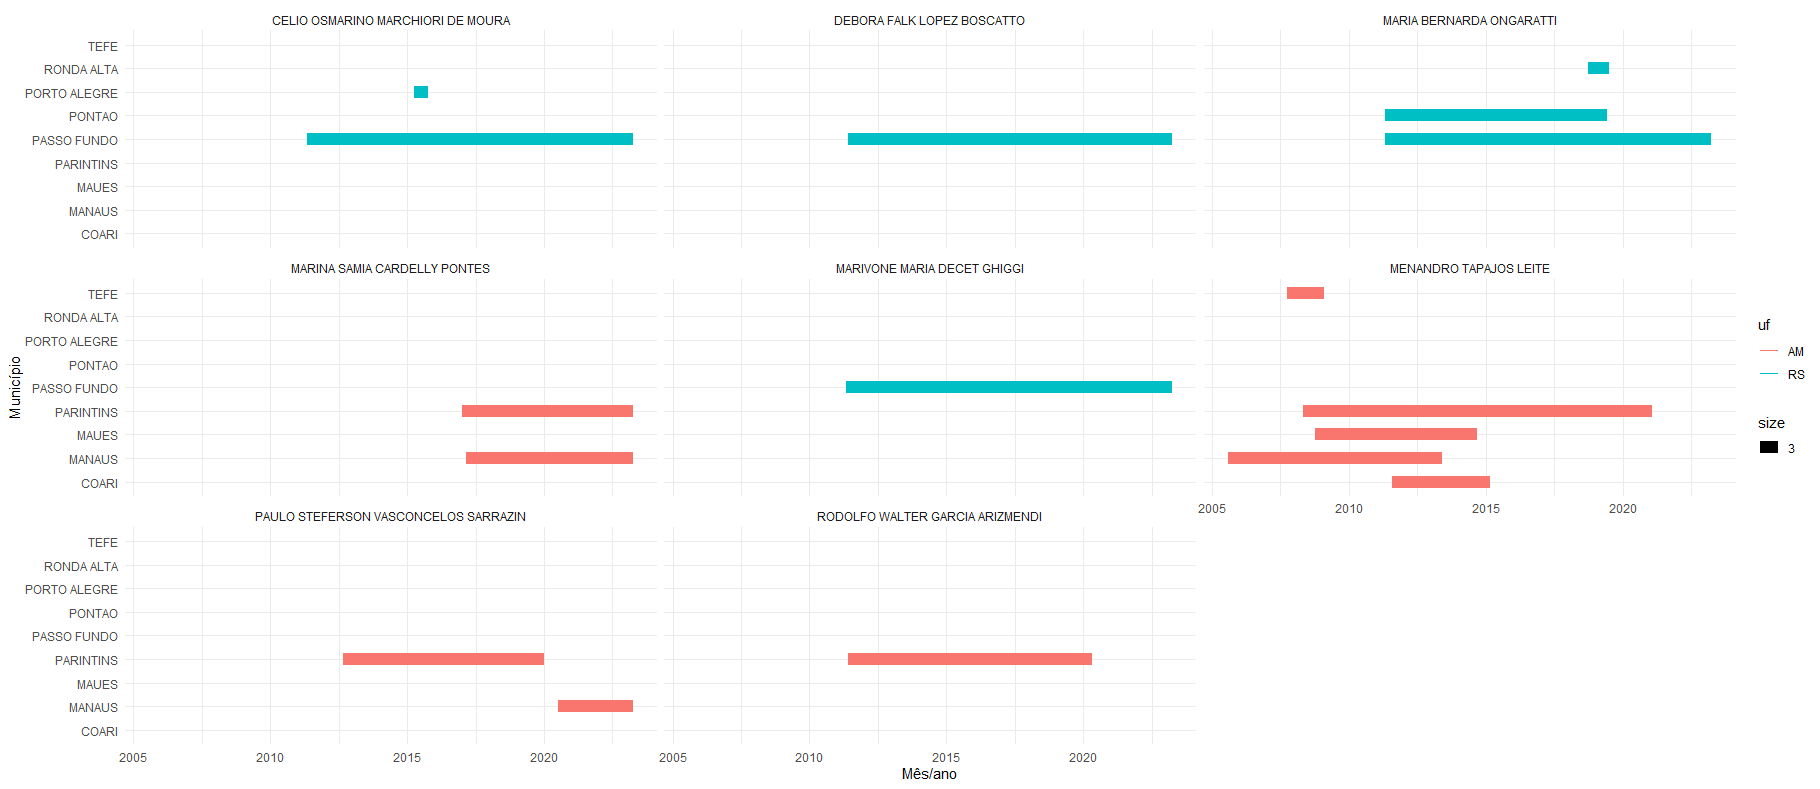 CELIO OSMARINO MARCHIORI DE MOURA
DEBORA FALK LOPEZ BOSCATTO
MARIA BERNARDA ONGARATTI
TEFE
RONDA ALTA
PORTO ALEGRE
PONTAO
PASSO FUNDO
PARINTINS
MAUES
MANAUS
COARI
MARINA SAMIA CARDELLY PONTES
MARIVONE MARIA DECET GHIGGI
MENANDRO TAPAJOS LEITE
TEFE
RONDA ALTA
PORTO ALEGRE
PONTAO
PASSO FUNDO
PARINTINS
MAUES
MANAUS
COARI
2005 2010 2015 2020
PAULO STEFERSON VASCONCELOS SARRAZIN
RODOLFO WALTER GARCIA ARIZMENDI
TEFE
RONDA ALTA
PORTO ALEGRE
PONTAO
PASSO FUNDO
PARINTINS
MAUES
MANAUS
COARI
2005 2010 2015 2020
2005 2010 2015 2020
Mês/ano
Município
uf
AM
RS
size
3